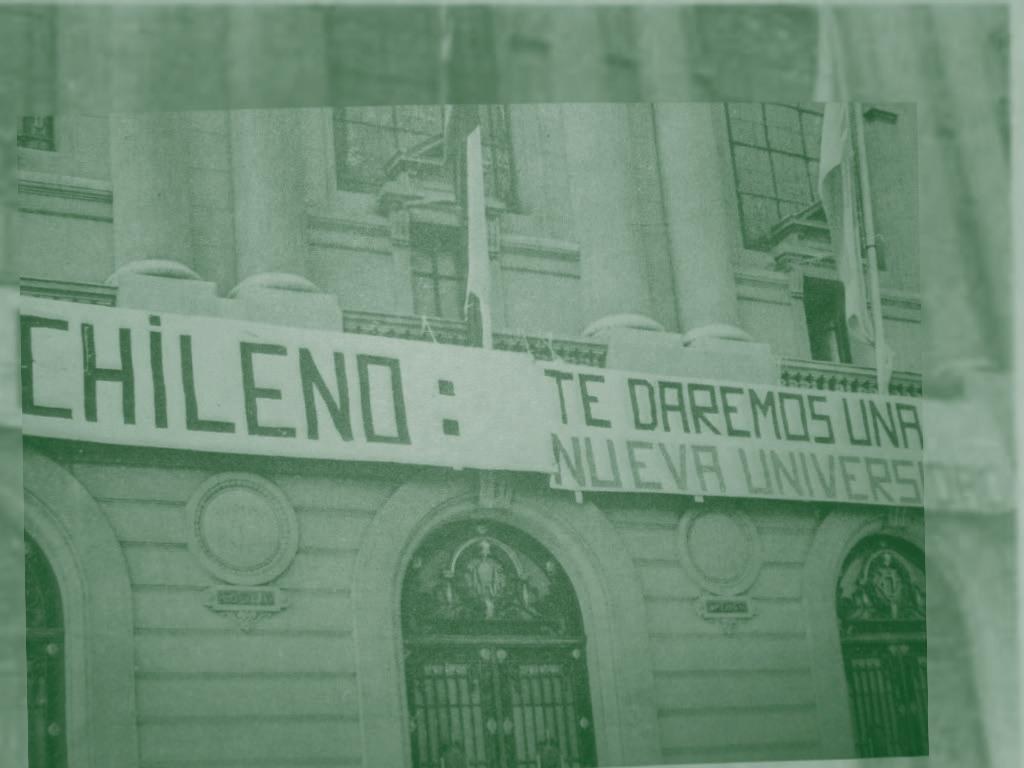 CHiLENO:
TE DAREMOS UNA
NUEVA UNIVERSIDAD